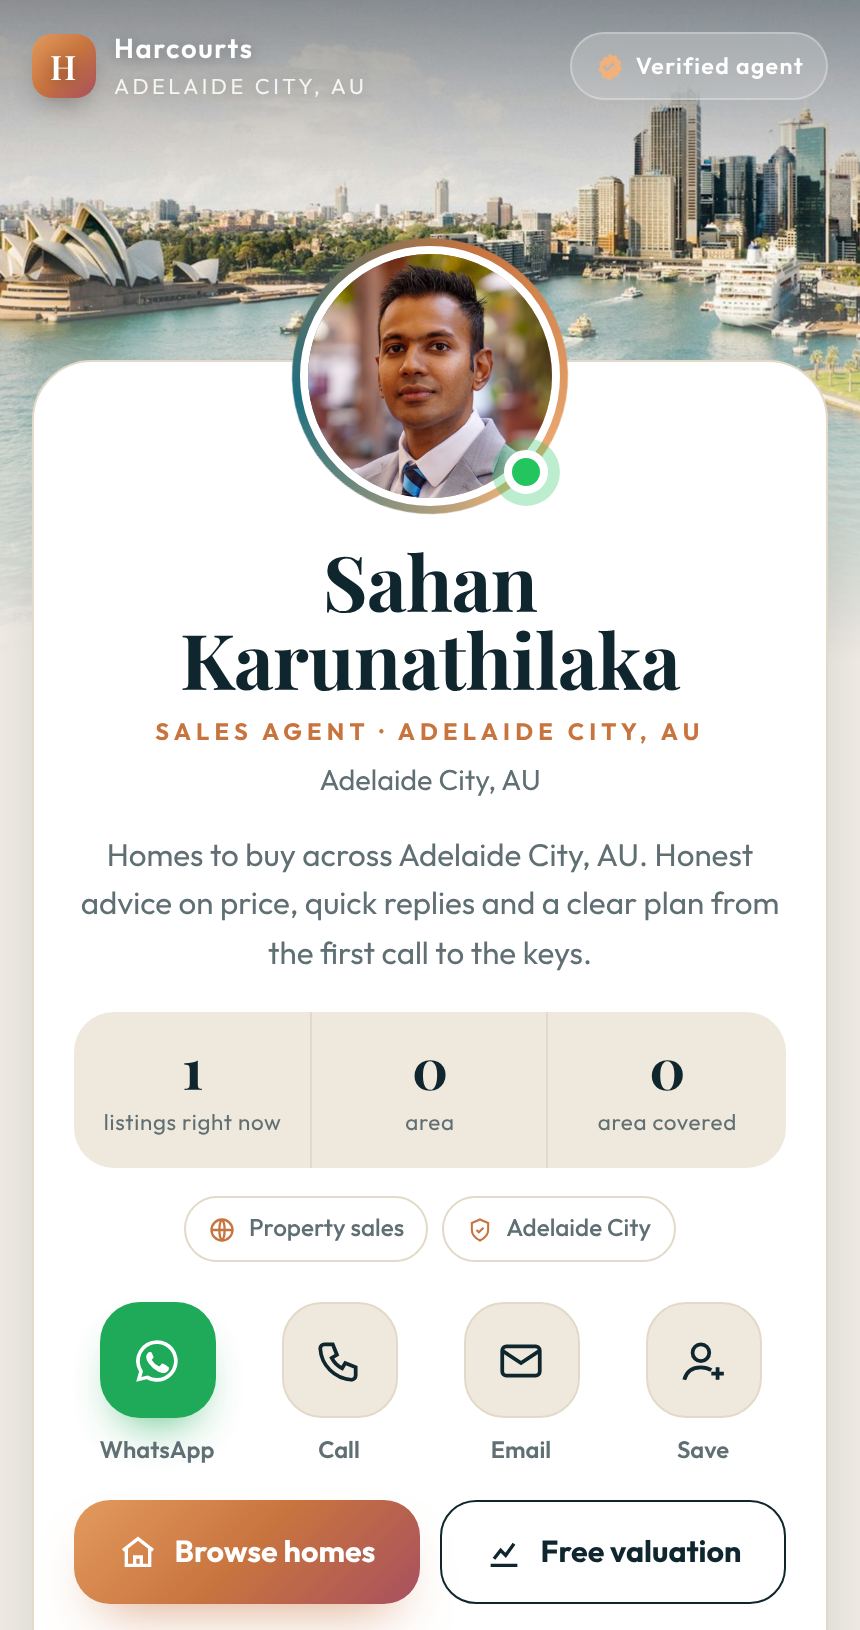 H
Harcourts
ADELAIDE CITY, AU
Verified agent
Sahan
Karunathilaka
SALES AGENT · ADELAIDE CITY, AU
Adelaide City, AU
Homes to buy across Adelaide City, AU. Honest
advice on price, quick replies and a clear plan from
the first call to the keys.
1
listings right now
0
area
0
area covered
Property sales
Adelaide City
WhatsApp
Call
Email
Save
Browse homes
Free valuation